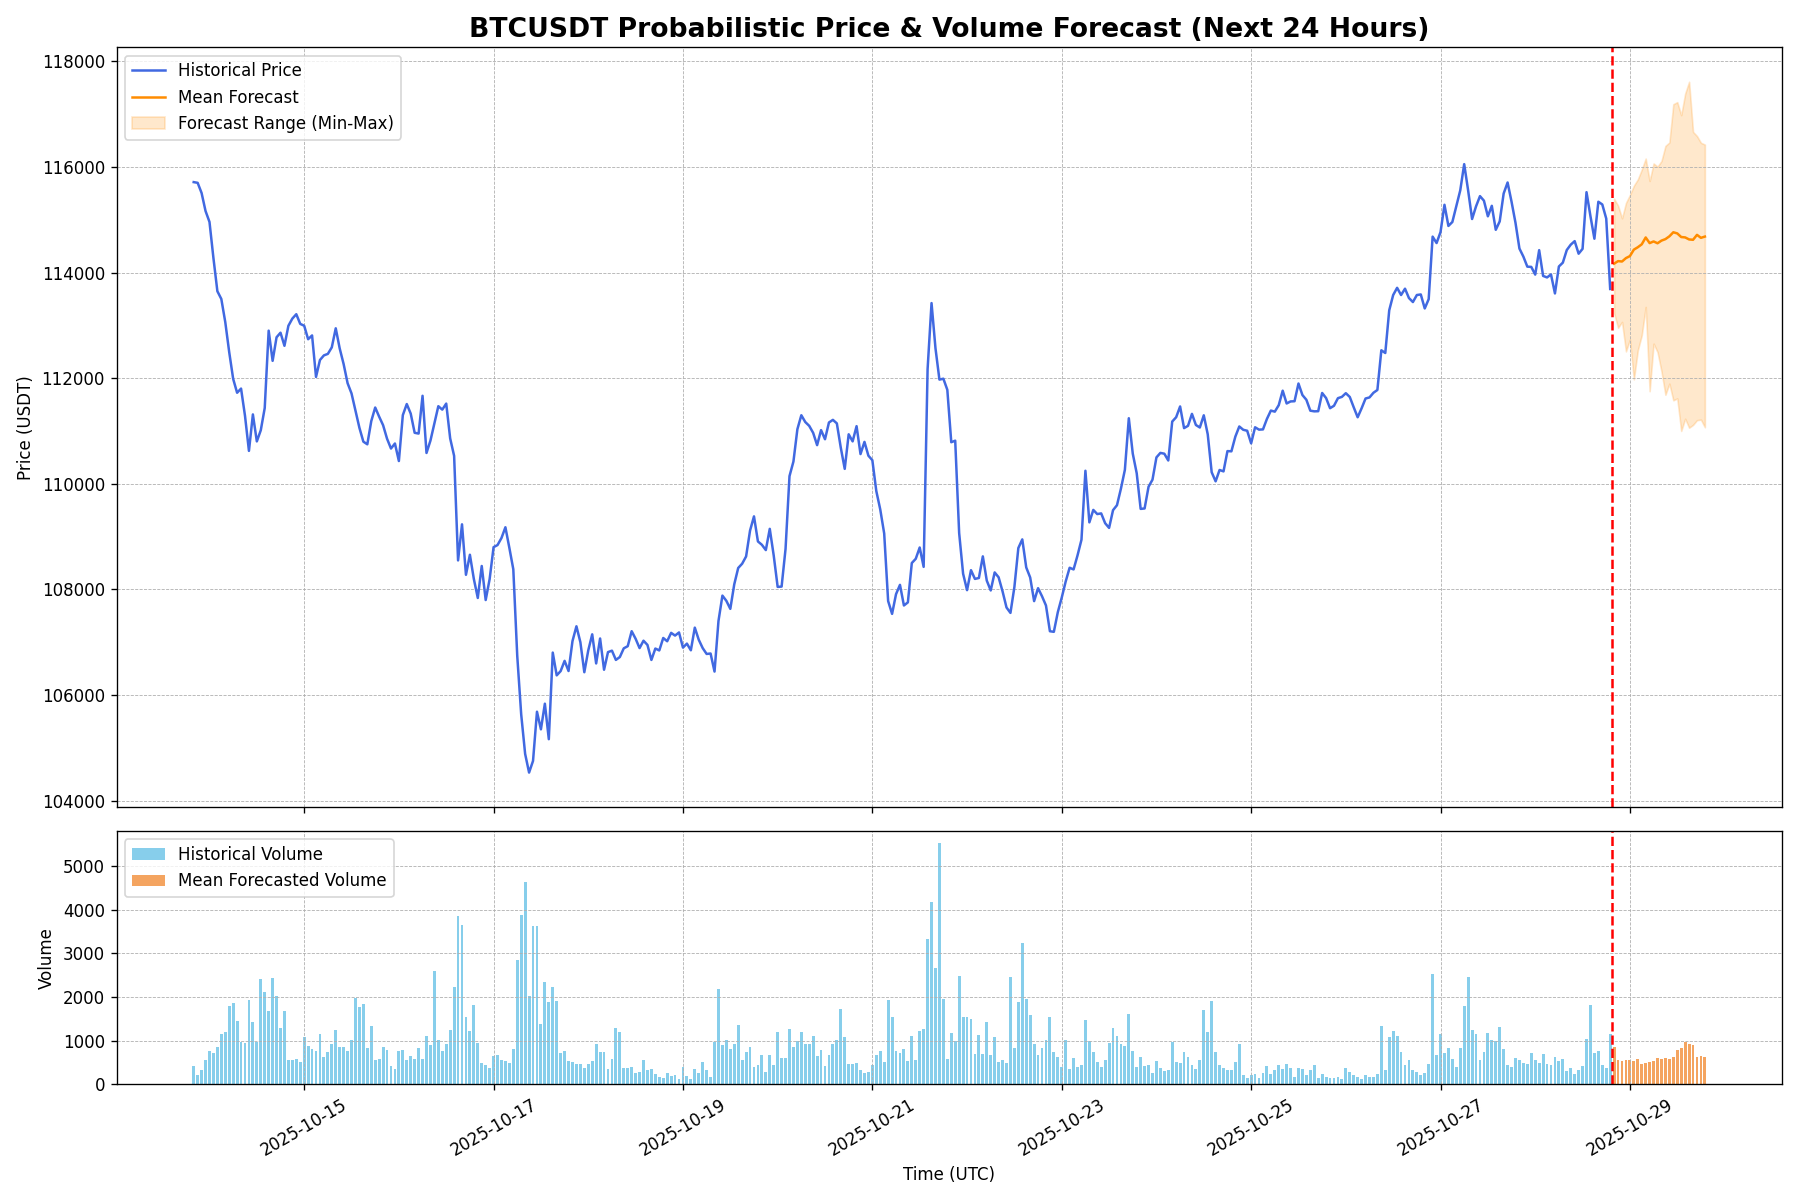 BTCUSDT Probabilistic Price & Volume Forecast (Next 24 Hours)
Historical Price
Mean Forecast
Forecast Range (Min-Max)
118000
116000
114000
112000
110000
108000
106000
104000
Price (USDT)
Historical Volume
Mean Forecasted Volume
5000
4000
3000
2000
1000
0
Volume
2025-10-15
2025-10-17
2025-10-19
2025-10-21
2025-10-23
2025-10-25
2025-10-27
2025-10-29
Time (UTC)